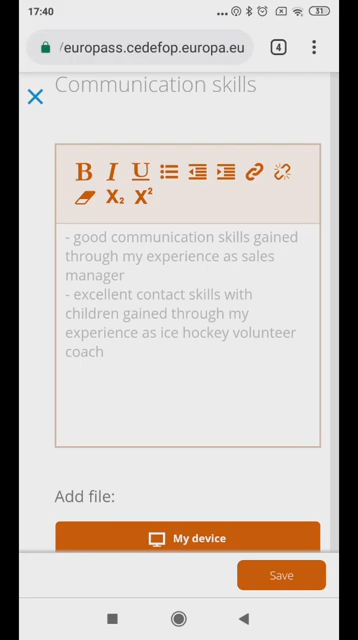 17:40
31
/europass.cedefop.europa.eu
4
Communication skills
B I U
X₂ X²
- good communication skills gained
through my experience as sales
manager
- excellent contact skills with
children gained through my
experience as ice hockey volunteer
coach
Add file:
My device
Save